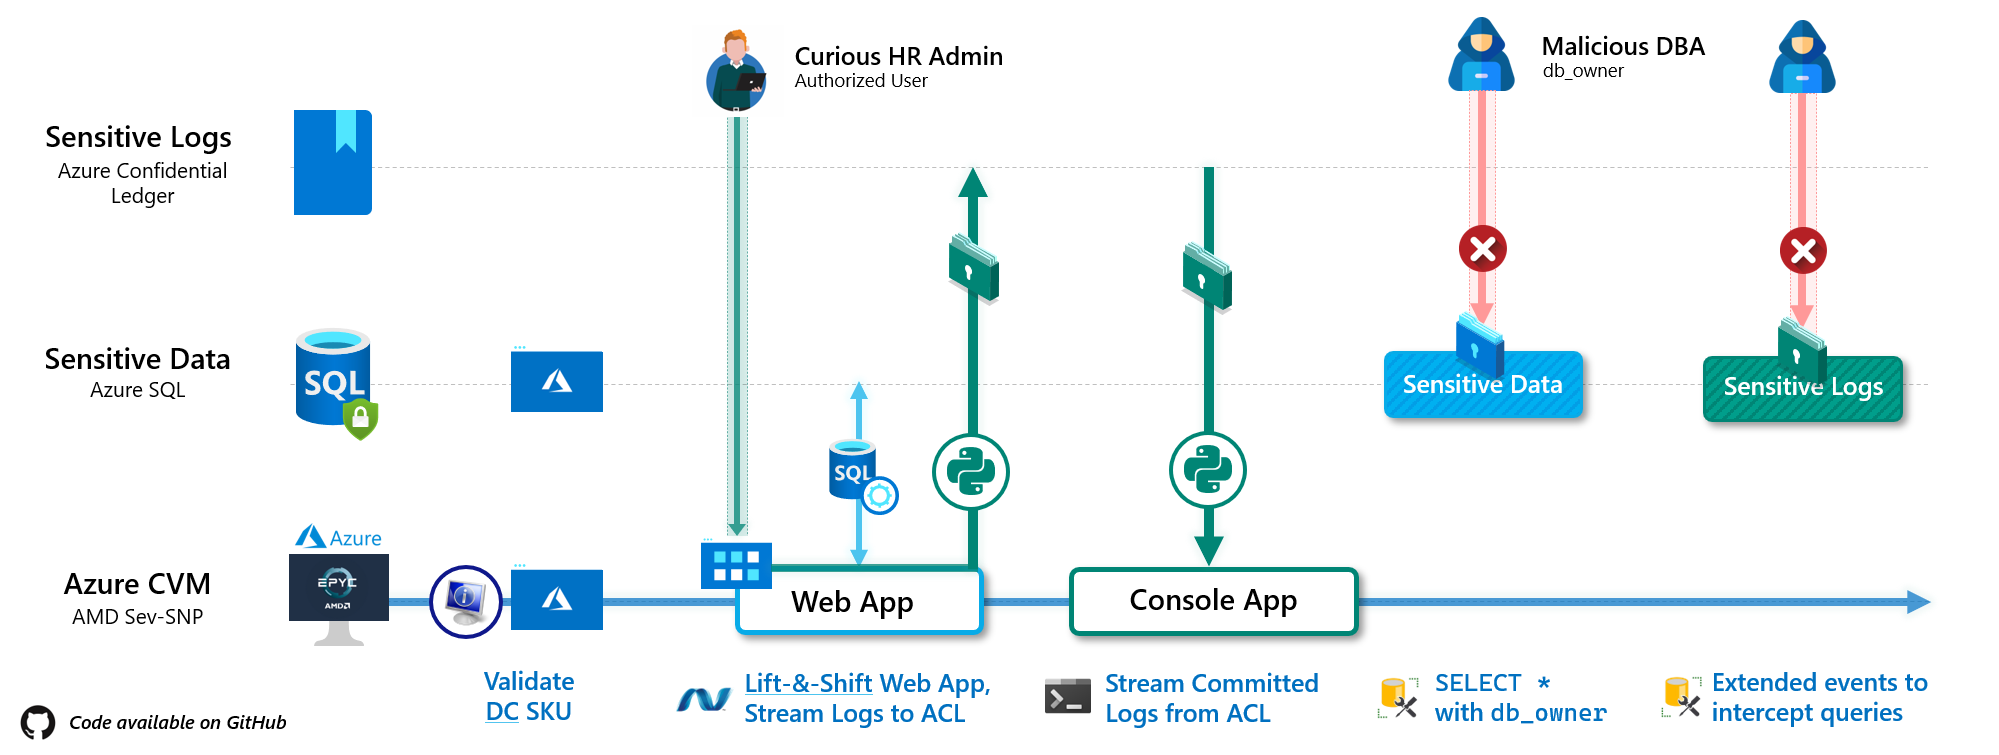 Curious HR Admin
Authorized User
Malicious DBA
db_owner
Sensitive Logs
Azure Confidential
Ledger
Sensitive Data
Azure SQL
SQL
Sensitive Data
Sensitive Logs
SQL
Azure
EPYC
AMD
Azure CVM
AMD Sev-SNP
Web App
Console App
Validate
DC SKU
Lift-&-Shift Web App,
Stream Logs to ACL
Stream Committed
Logs from ACL
SELECT *
with db_owner
Extended events to
intercept queries
Code available on GitHub